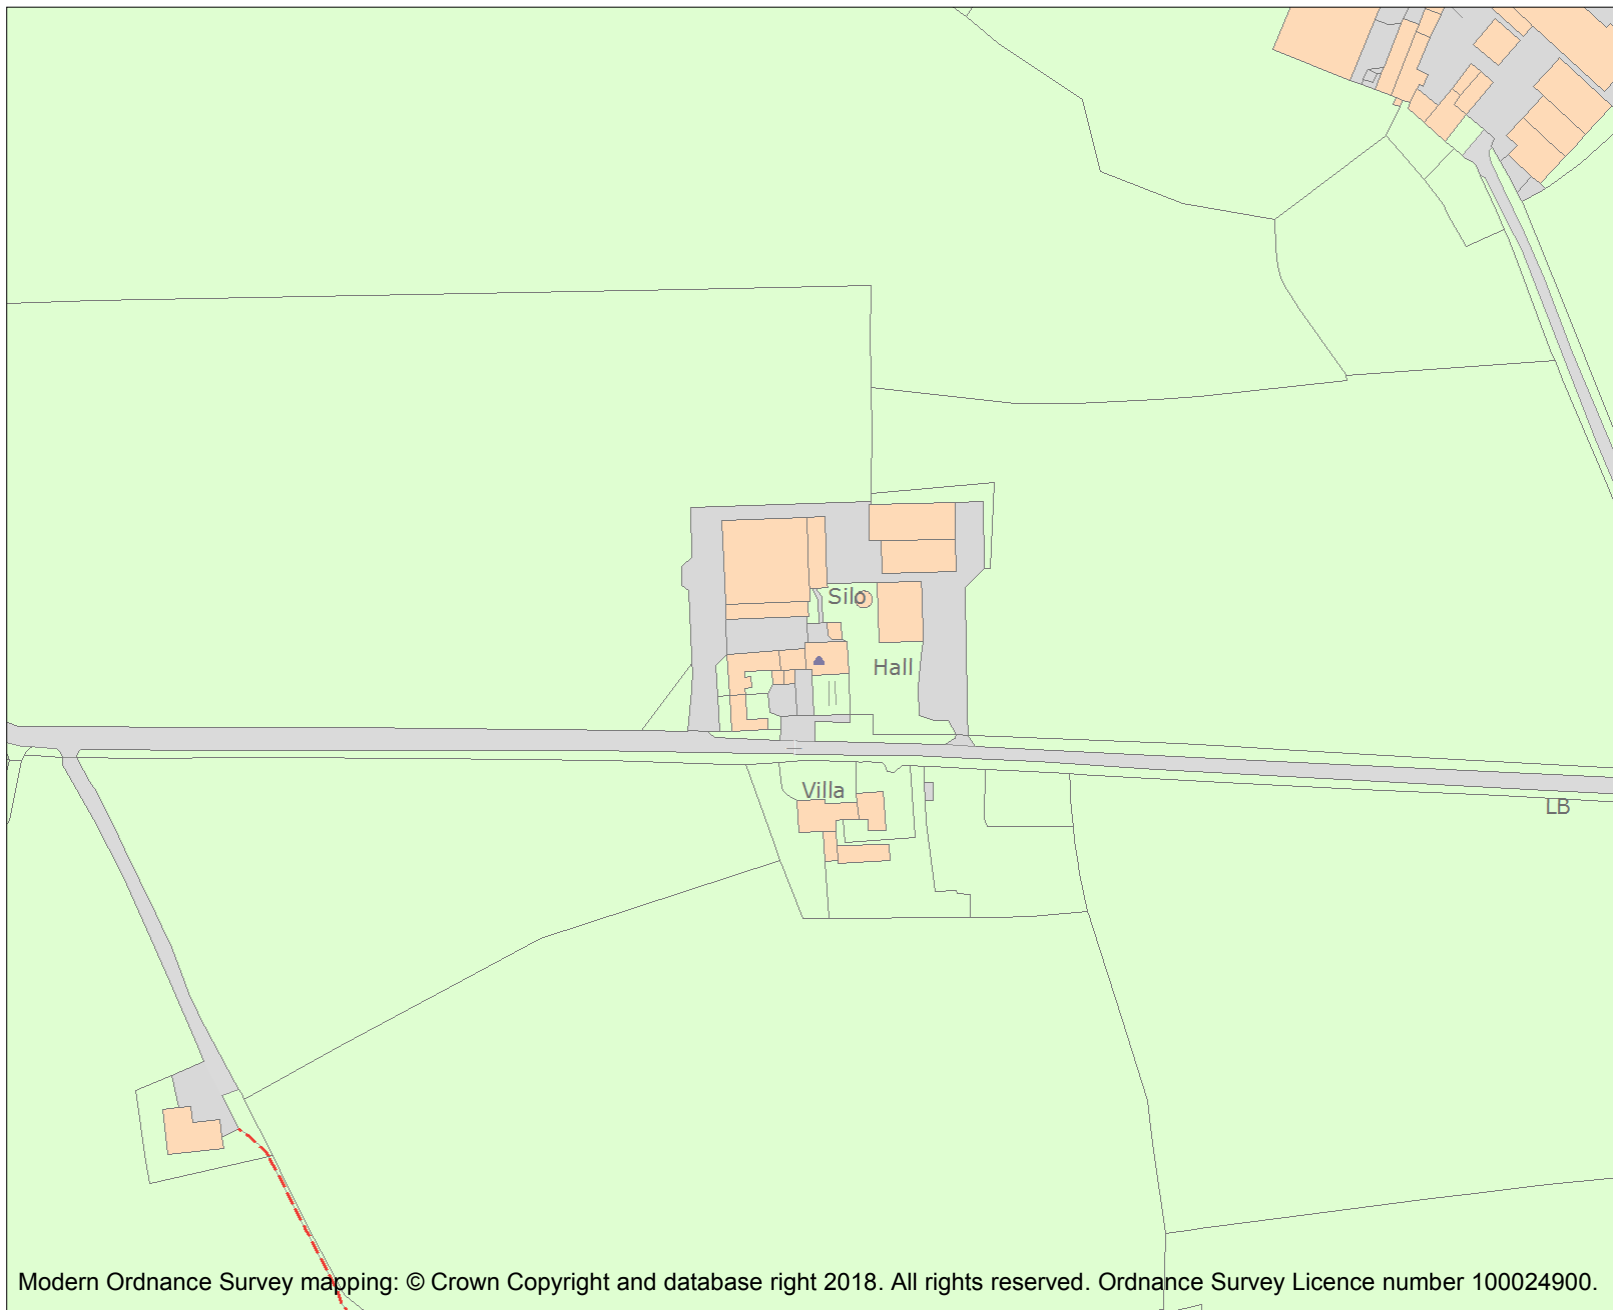 Silo
Hall
Villa
LB
Modern Ordnance Survey mapping: © Crown Copyright and database right 2018. All rights reserved. Ordnance Survey Licence number 100024900.